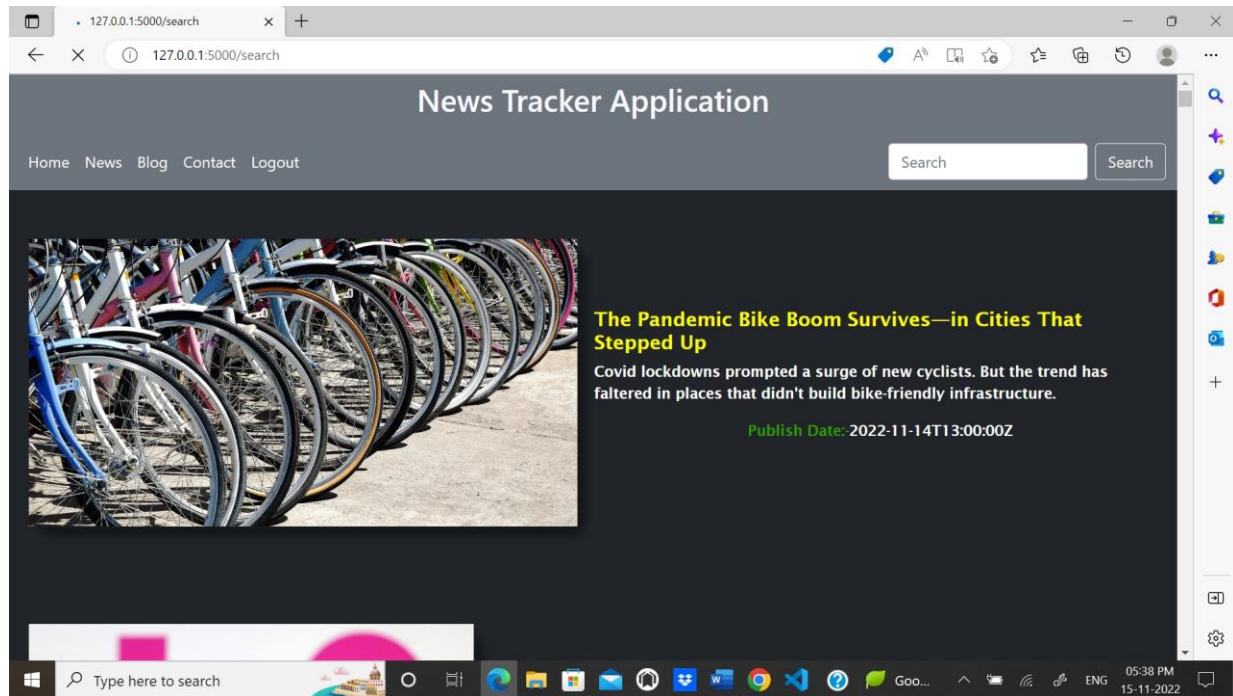 127.0.0.1:5000/search
127.0.0.1:5000/search
News Tracker Application
Home News Blog Contact Logout
Search Search
The Pandemic Bike Boom Survives—in Cities That
Stepped Up
Covid lockdowns prompted a surge of new cyclists. But the trend has
faltered in places that didn't build bike-friendly infrastructure.
Publish Date:-2022-11-14T13:00:00Z
Type here to search
Goo...
ENG
05:38 PM
15-11-2022